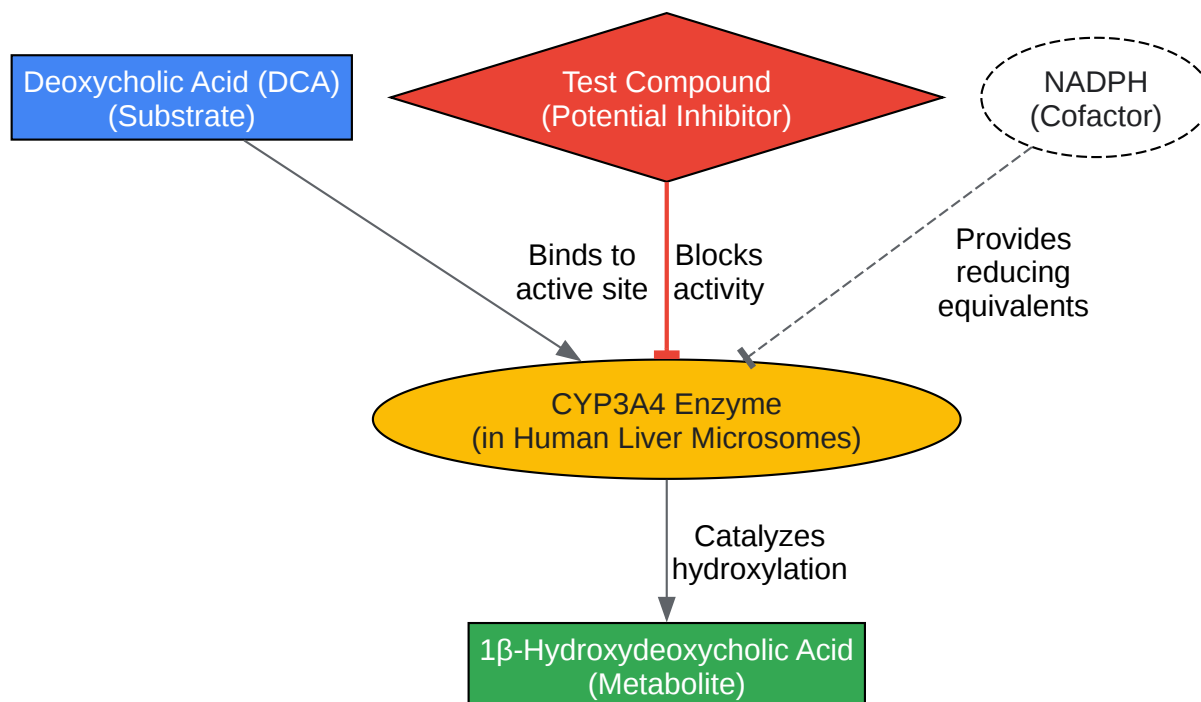 Deoxycholic Acid (DCA)
(Substrate)
Test Compound
(Potential Inhibitor)
NADPH
(Cofactor)
Binds to
active site
Blocks
activity
Provides
reducing
equivalents
CYP3A4 Enzyme
(in Human Liver Microsomes)
Catalyzes
hydroxylation
1β-Hydroxydeoxycholic Acid
(Metabolite)